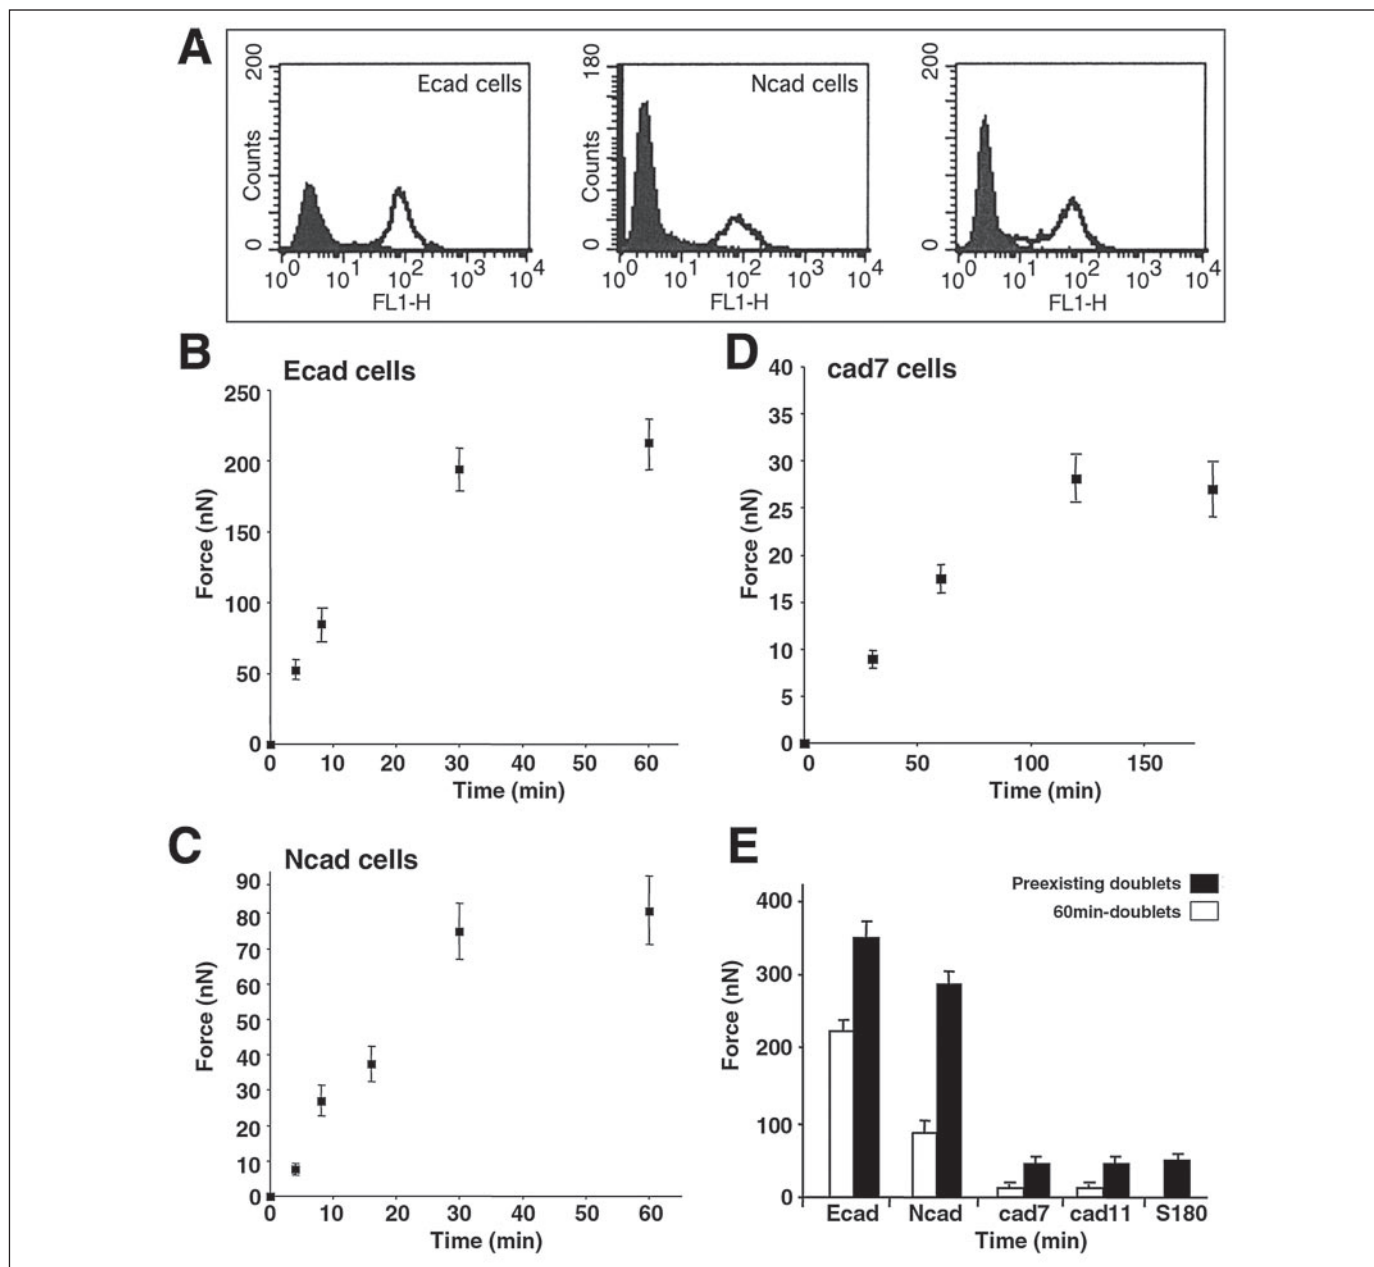 A
200
Counts
0
Ecad cells
10^0 10^1 10^2 10^3 10^4
FL1-H
180
Counts
0
Ncad cells
10^0 10^1 10^2 10^3 10^4
FL1-H
200
0
10^0 10 10^2 10^3 10^4
FL1-H
B
Ecad cells
250
200
150
100
50
0
Force (nN)
0 10 20 30 40 50 60
Time (min)
D
cad7 cells
40
35
30
25
20
15
10
5
0
Force (nN)
0 50 100 150
Time (min)
C
Ncad cells
90
80
70
60
50
40
30
20
10
0
Force (nN)
0 10 20 30 40 50 60
Time (min)
E
Preexisting doublets
60min-doublets
400
300
200
100
0
Force (nN)
Ecad Ncad cad7 cad11 S180
Time (min)